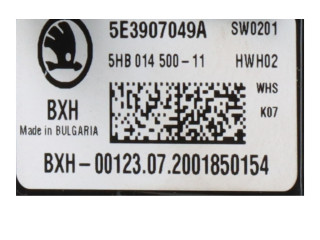 5E3907049A SW0201
5HB 014 500-11 HWH02
WHS
K07
BXH
Made in BULGARIA
BXH-00123.07.2001850154